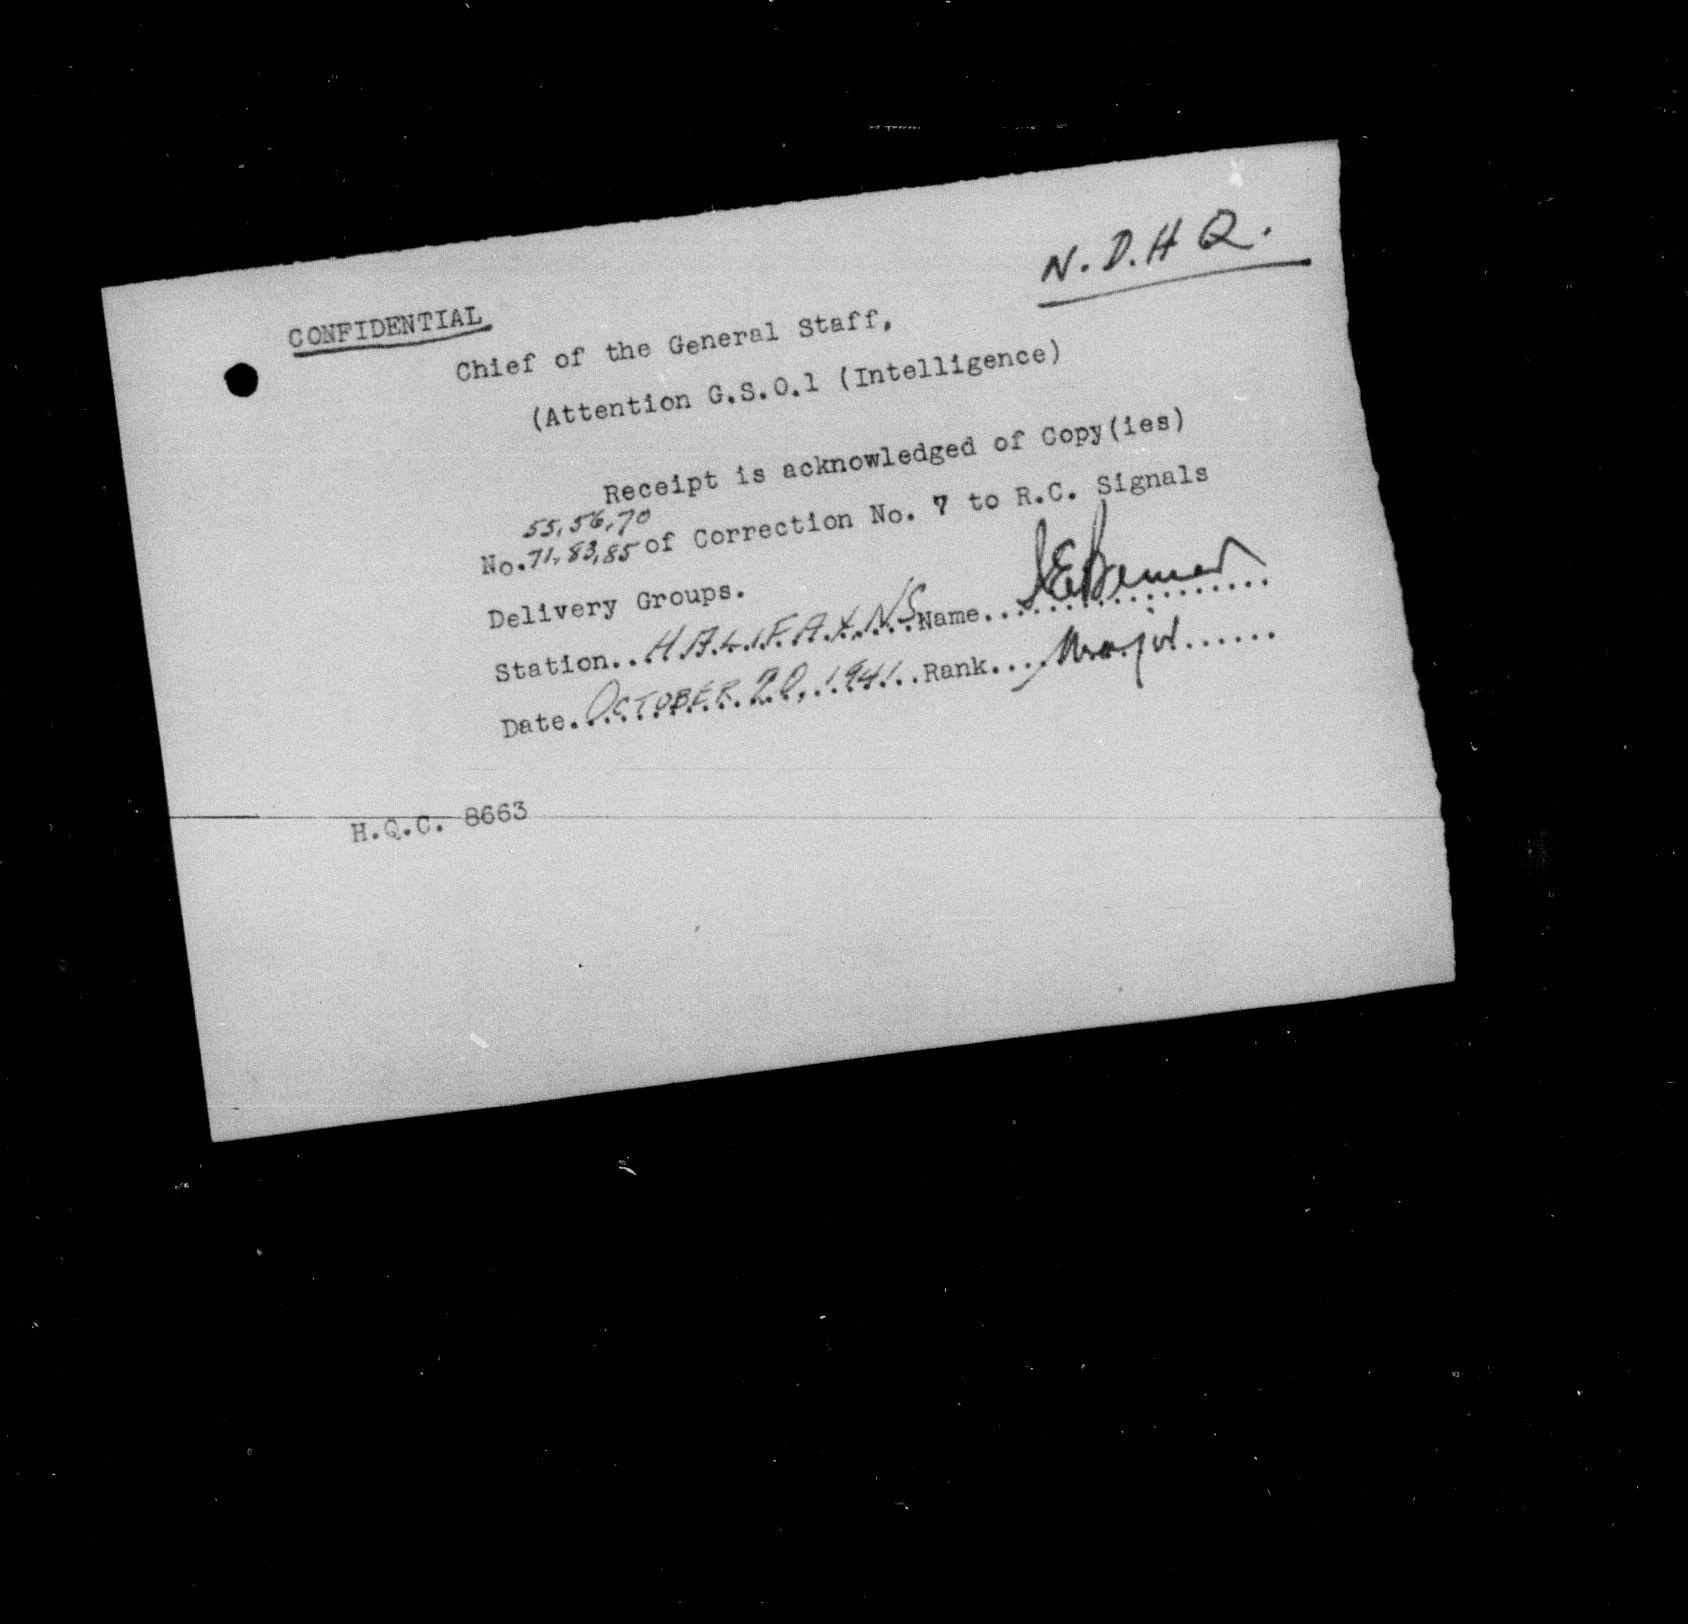 N.D.H Q.
CONFIDENTIAL
Chief of the General Staff,
(Attention G.S.O.1 (Intelligence)
Receipt is acknowledged of Copy(ies)
55, 56, 70
No. 71, 83, 85 of Correction No. 7 to R.C. Signals
Delivery Groups.
Station...HALIFAX, N.S....Name...
Date...OCTOBER, 1941...Rank....Major......
H.Q.C. 8663